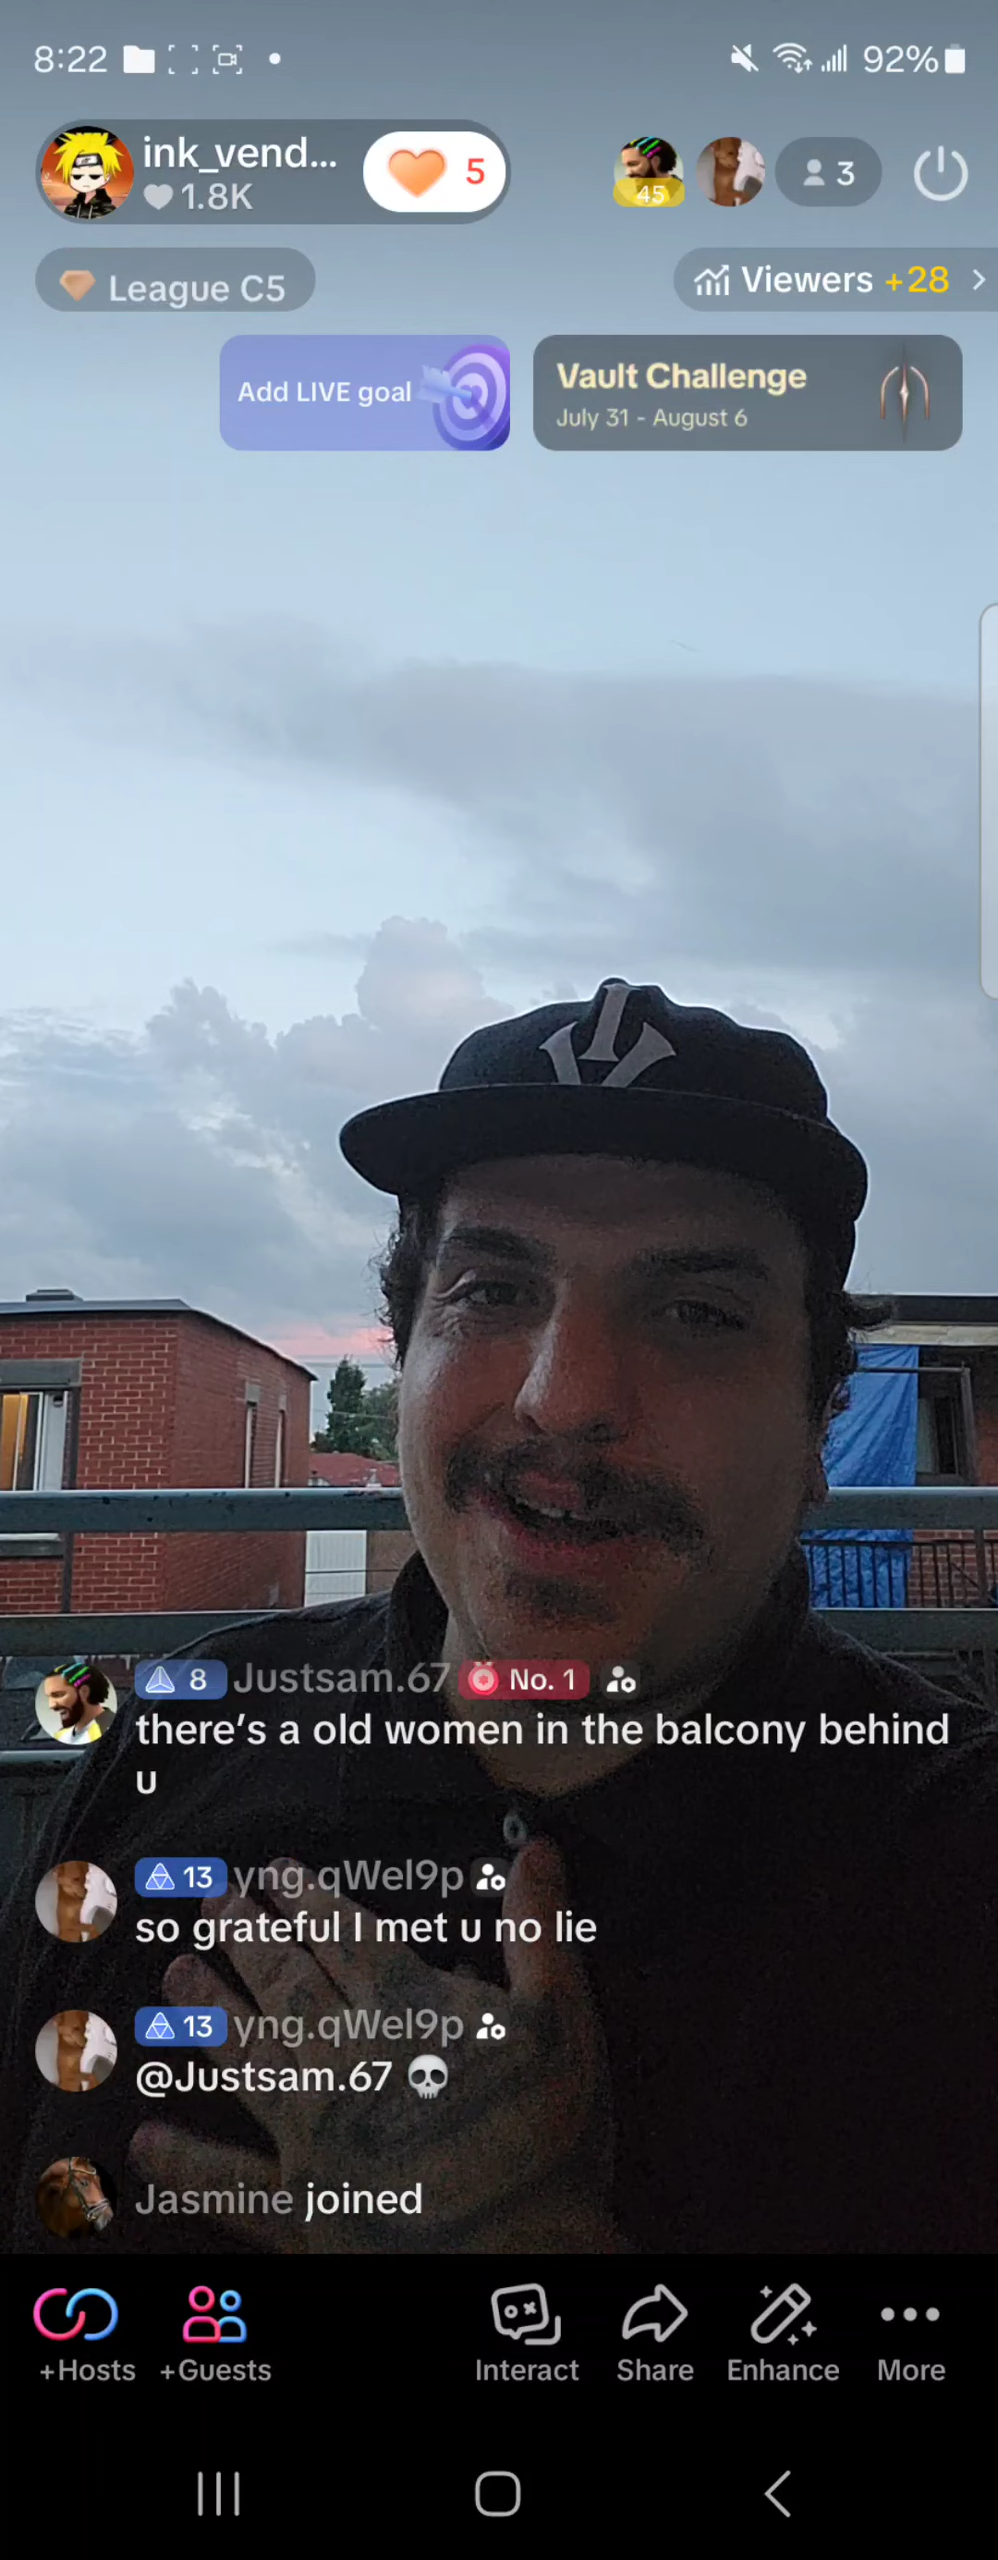 8:22
92%
ink_vend...
1.8K
5
45
3
League C5
Viewers +28 >
Add LIVE goal
Vault Challenge
July 31 - August 6
8 Justsam.67 No. 1
there's a old women in the balcony behind
u
13 yng.qWel9p
so grateful I met u no lie
13 yng.qWel9p
@Justsam.67 💀
Jasmine joined
+Hosts
+Guests
Interact
Share
Enhance
More